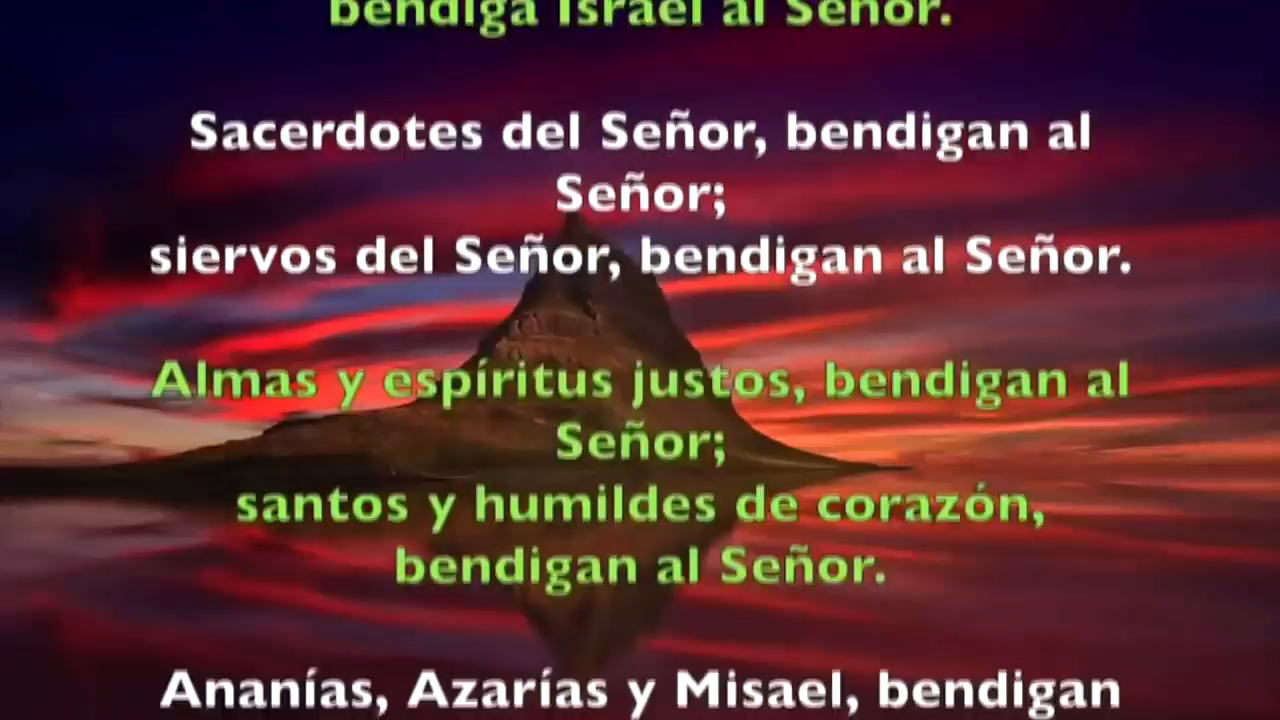 bendiga Israel al Señor.
Sacerdotes del Señor, bendigan al
Señor;
siervos del Señor, bendigan al Señor.
Almas y espíritus justos, bendigan al
Señor;
santos y humildes de corazón,
bendigan al Señor.
Ananías, Azarías y Misael, bendigan